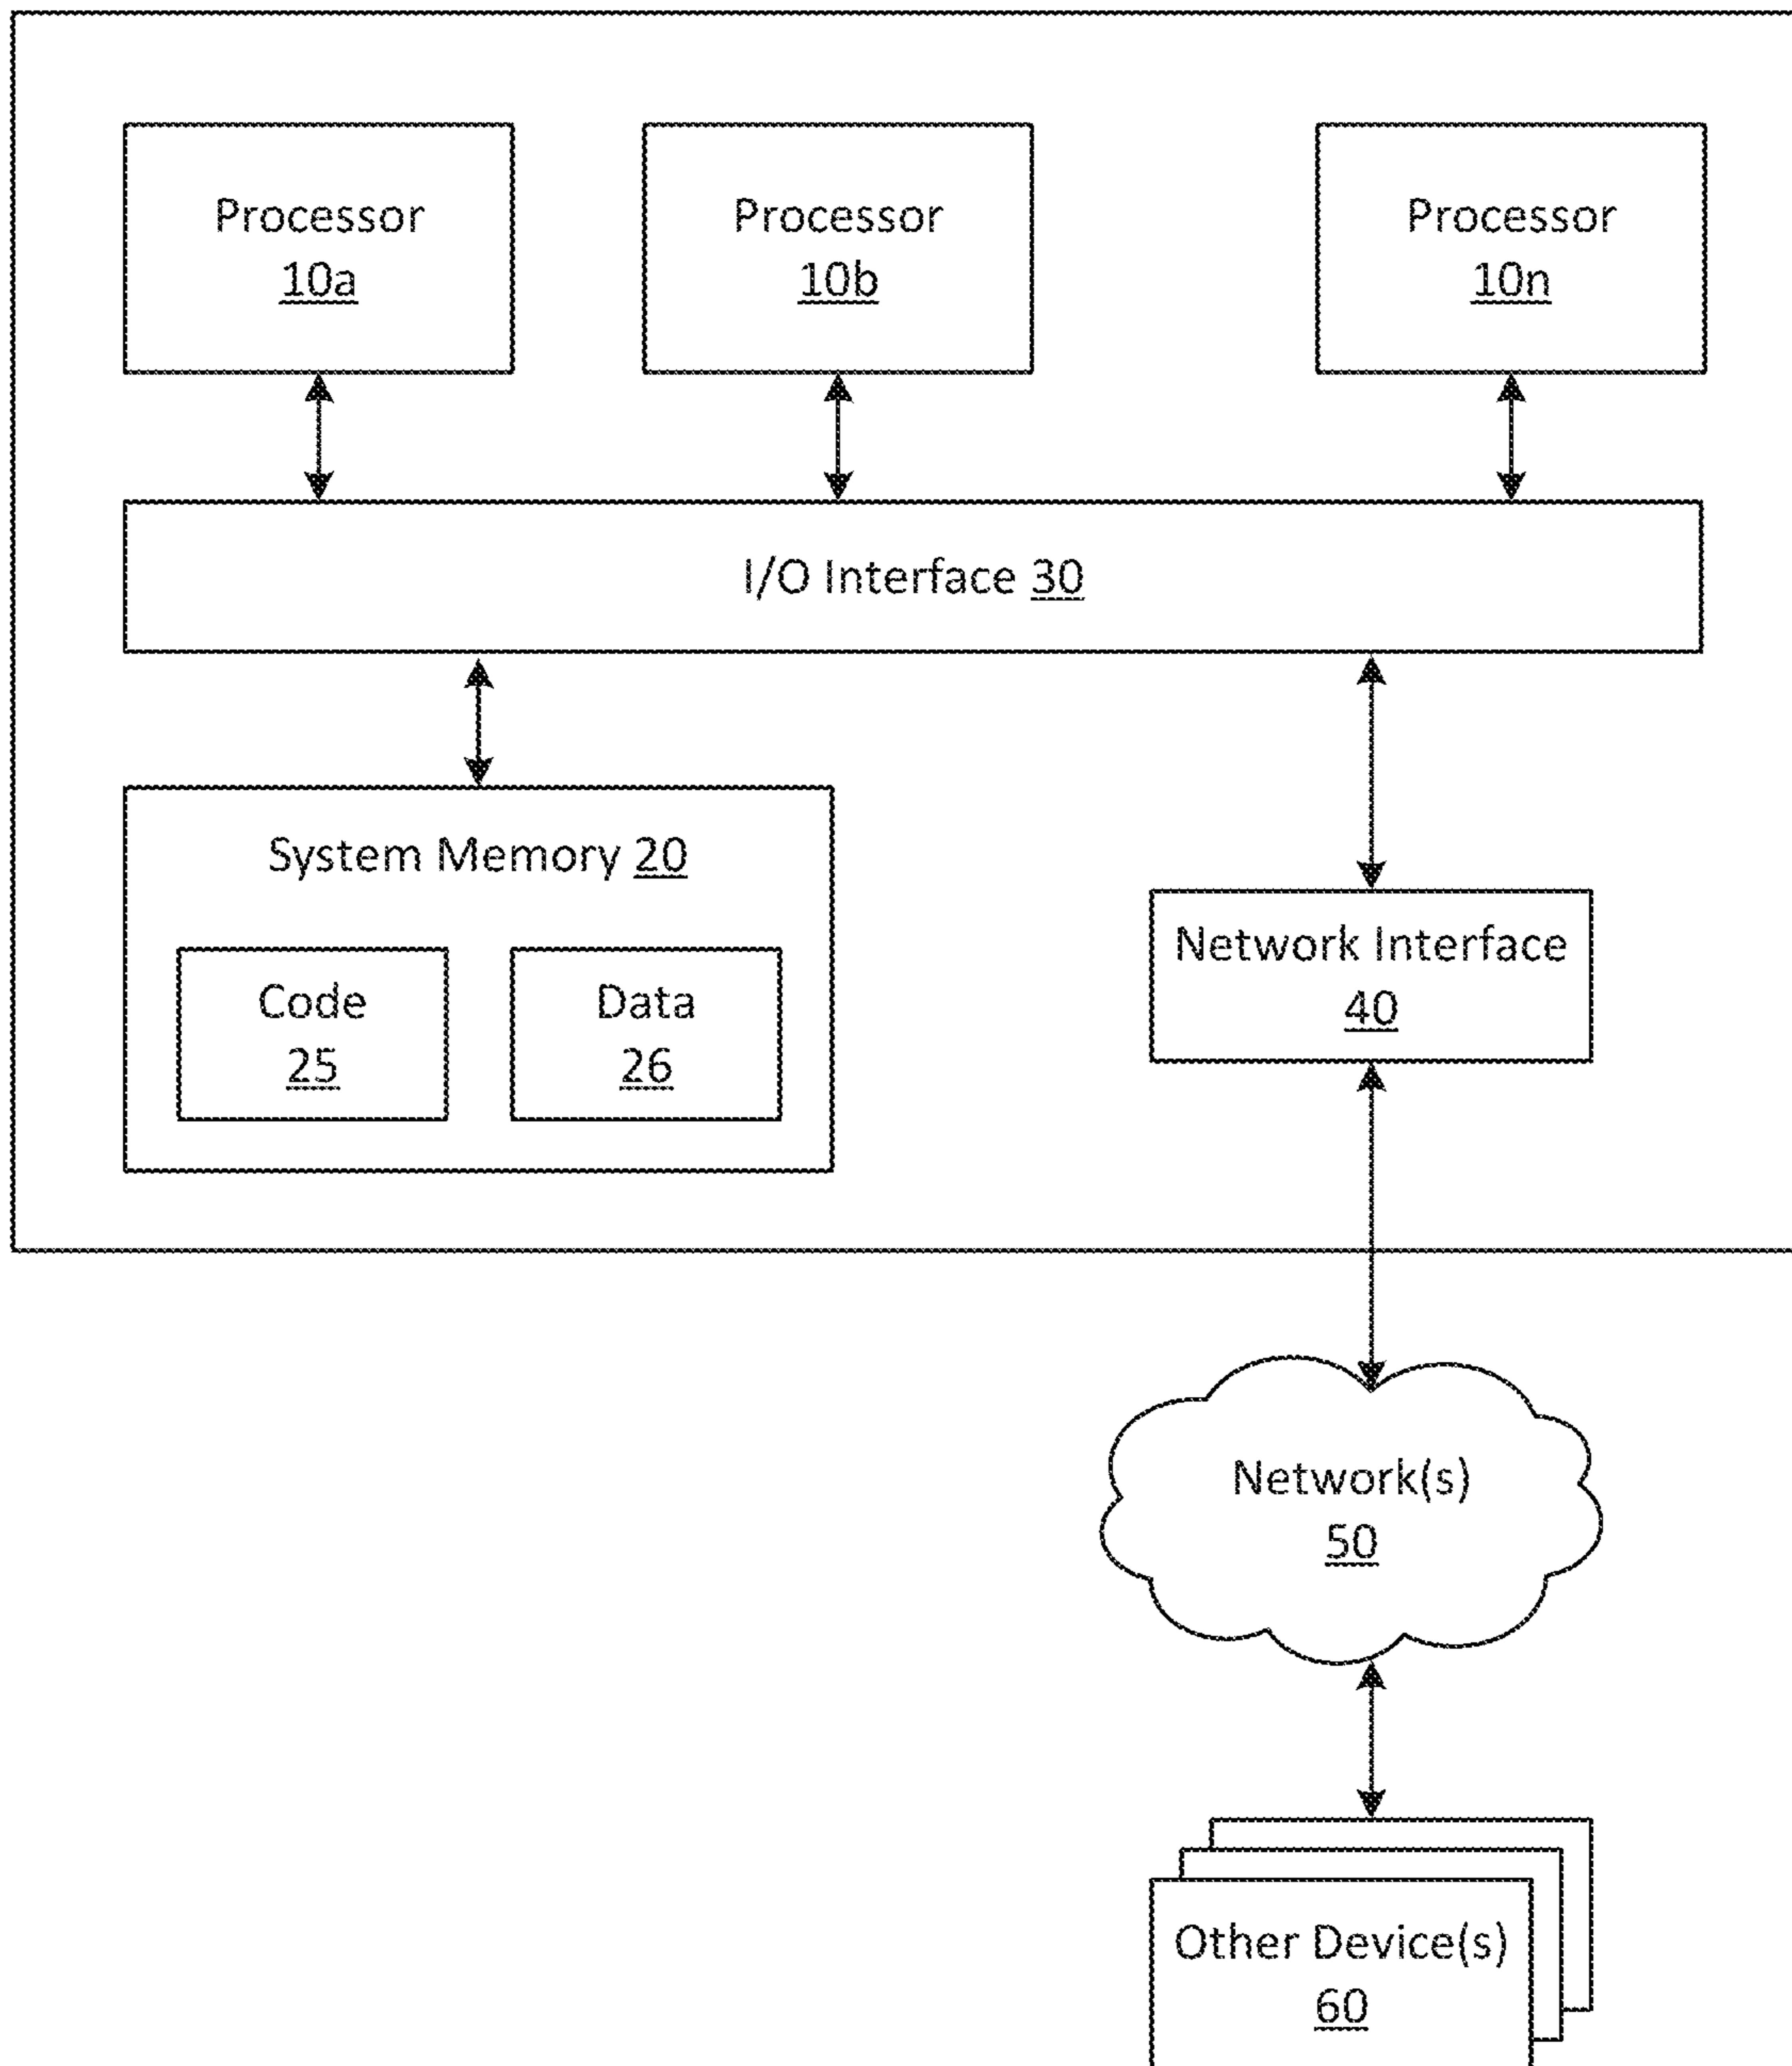 Processor
10a
Processor
10b
Processor
10n
I/O Interface 30
System Memory 20
Code
25
Data
26
Network Interface
40
Network(s)
50
Other Device(s)
60